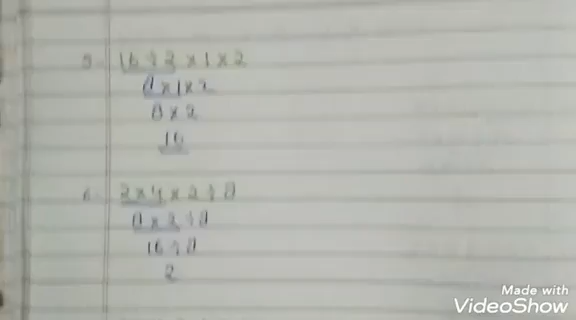 5. 16 ÷ 2 × 1 × 2
8 × 1 × 2
8 × 2
16
6. 2 × 4 × 2 ÷ 8
8 × 2 ÷ 8
16 ÷ 8
2
Made with
VideoShow